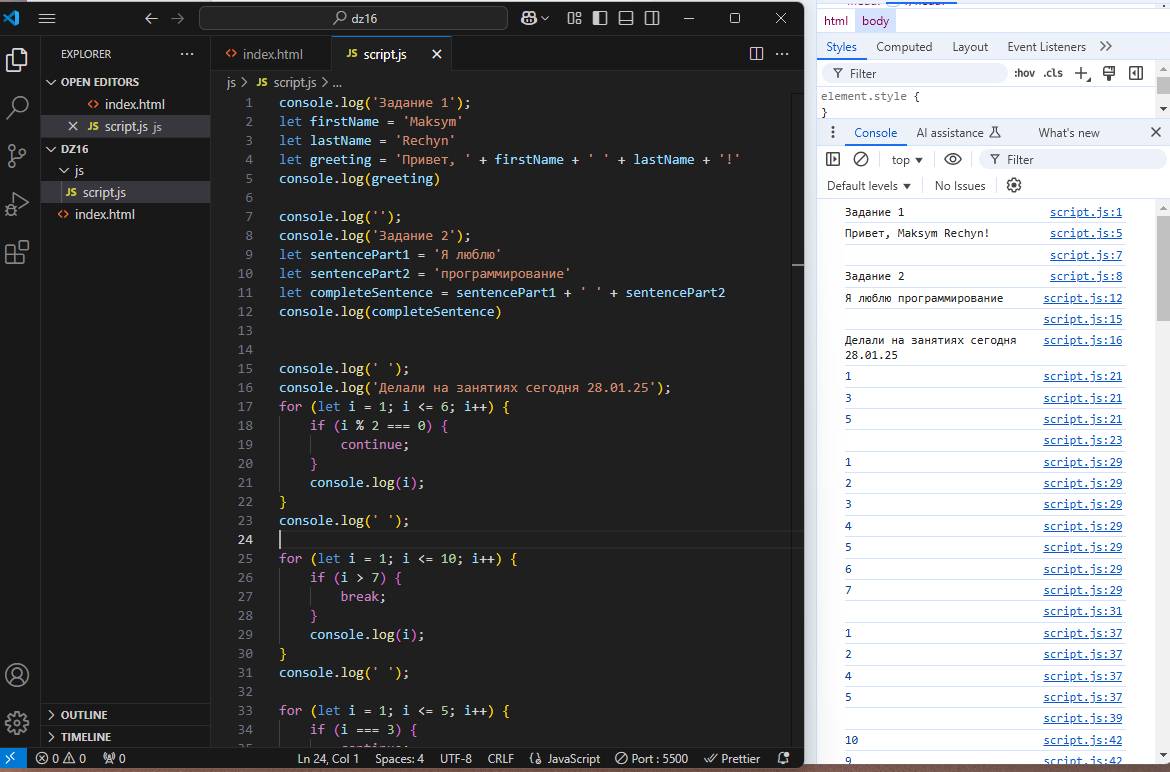 dz16
EXPLORER
OPEN EDITORS
index.html
JS script.js js
DZ16
js
JS script.js
index.html
OUTLINE
TIMELINE
index.html
JS script.js
js > JS script.js > ...
1 console.log('Задание 1');
2 let firstName = 'Maksym'
3 let lastName = 'Rechyn'
4 let greeting = 'Привет, ' + firstName + ' ' + lastName + '!'
5 console.log(greeting)
6
7 console.log('');
8 console.log('Задание 2');
9 let sentencePart1 = 'Я люблю'
10 let sentencePart2 = 'программирование'
11 let completeSentence = sentencePart1 + ' ' + sentencePart2
12 console.log(completeSentence)
13
14
15 console.log(' ');
16 console.log('Делали на занятиях сегодня 28.01.25');
17 for (let i = 1; i <= 6; i++) {
18 if (i % 2 === 0) {
19 continue;
20 }
21 console.log(i);
22 }
23 console.log(' ');
24
25 for (let i = 1; i <= 10; i++) {
26 if (i > 7) {
27 break;
28 }
29 console.log(i);
30 }
31 console.log(' ');
32
33 for (let i = 1; i <= 5; i++) {
34 if (i === 3) {
35 continue;
0 0 0 Ln 24, Col 1 Spaces: 4 UTF-8 CRLF {} JavaScript Port : 5500 Prettier
html body
Styles Computed Layout Event Listeners
Filter :hov .cls
element.style {
}
Console AI assistance What's new
top Filter
Default levels No Issues
Задание 1 script.js:1
Привет, Maksym Rechyn! script.js:5
script.js:7
Задание 2 script.js:8
Я люблю программирование script.js:12
script.js:15
Делали на занятиях сегодня script.js:16
28.01.25
1 script.js:21
3 script.js:21
5 script.js:21
script.js:23
1 script.js:29
2 script.js:29
3 script.js:29
4 script.js:29
5 script.js:29
6 script.js:29
7 script.js:29
script.js:31
1 script.js:37
2 script.js:37
4 script.js:37
5 script.js:37
script.js:39
10 script.js:42
9 script.js:42